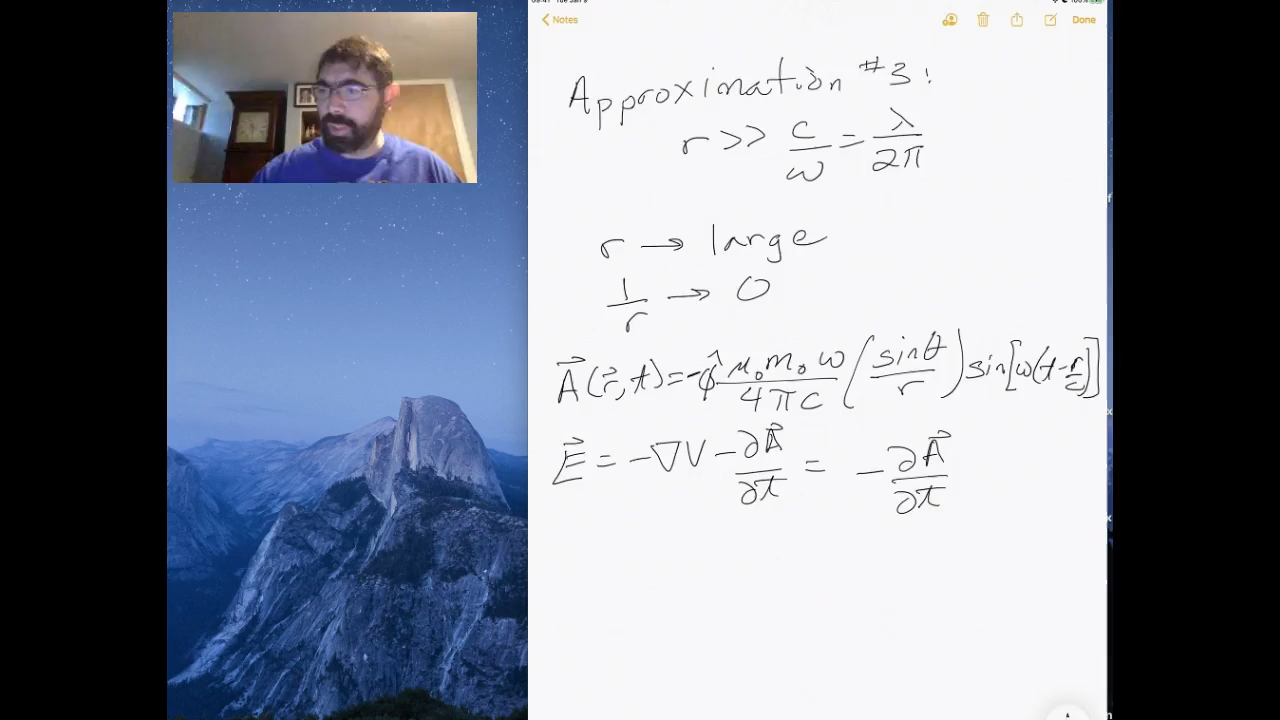 Notes
Done
Approximation #3:
r >> c/ω = λ/2π
r → large
1/r → 0
A⃗(r⃗,t)=-φ̂ μ₀m₀ω/4πc (sinθ/r) sin[ω(t-r/c)]
E⃗ = -∇V - ∂A⃗/∂t = -∂A⃗/∂t